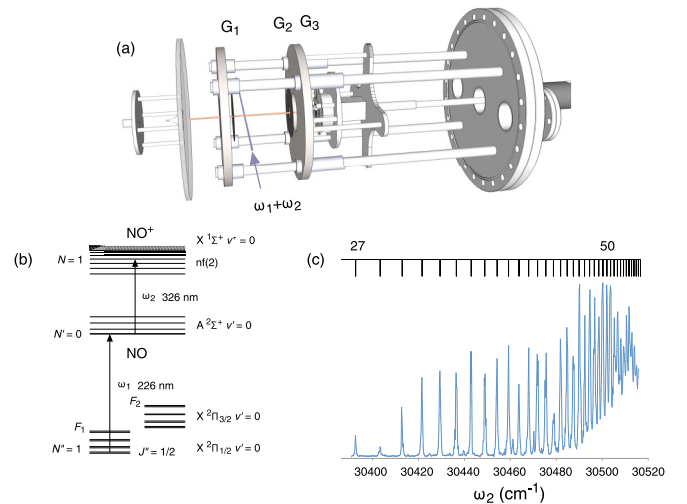 G1 G2 G3
(a)
ω1+ω2
NO+
X 1Σ+ v+ = 0
(b)
N = 1
nf(2)
ω2 326 nm
A 2Σ+ v' = 0
N' = 0
NO
ω1 226 nm
F2
X 2Π3/2 v' = 0
F1
N" = 1
J" = 1/2
X 2Π1/2 v' = 0
27 50
(c)
30400 30420 30440 30460 30480 30500 30520
ω2 (cm-1)